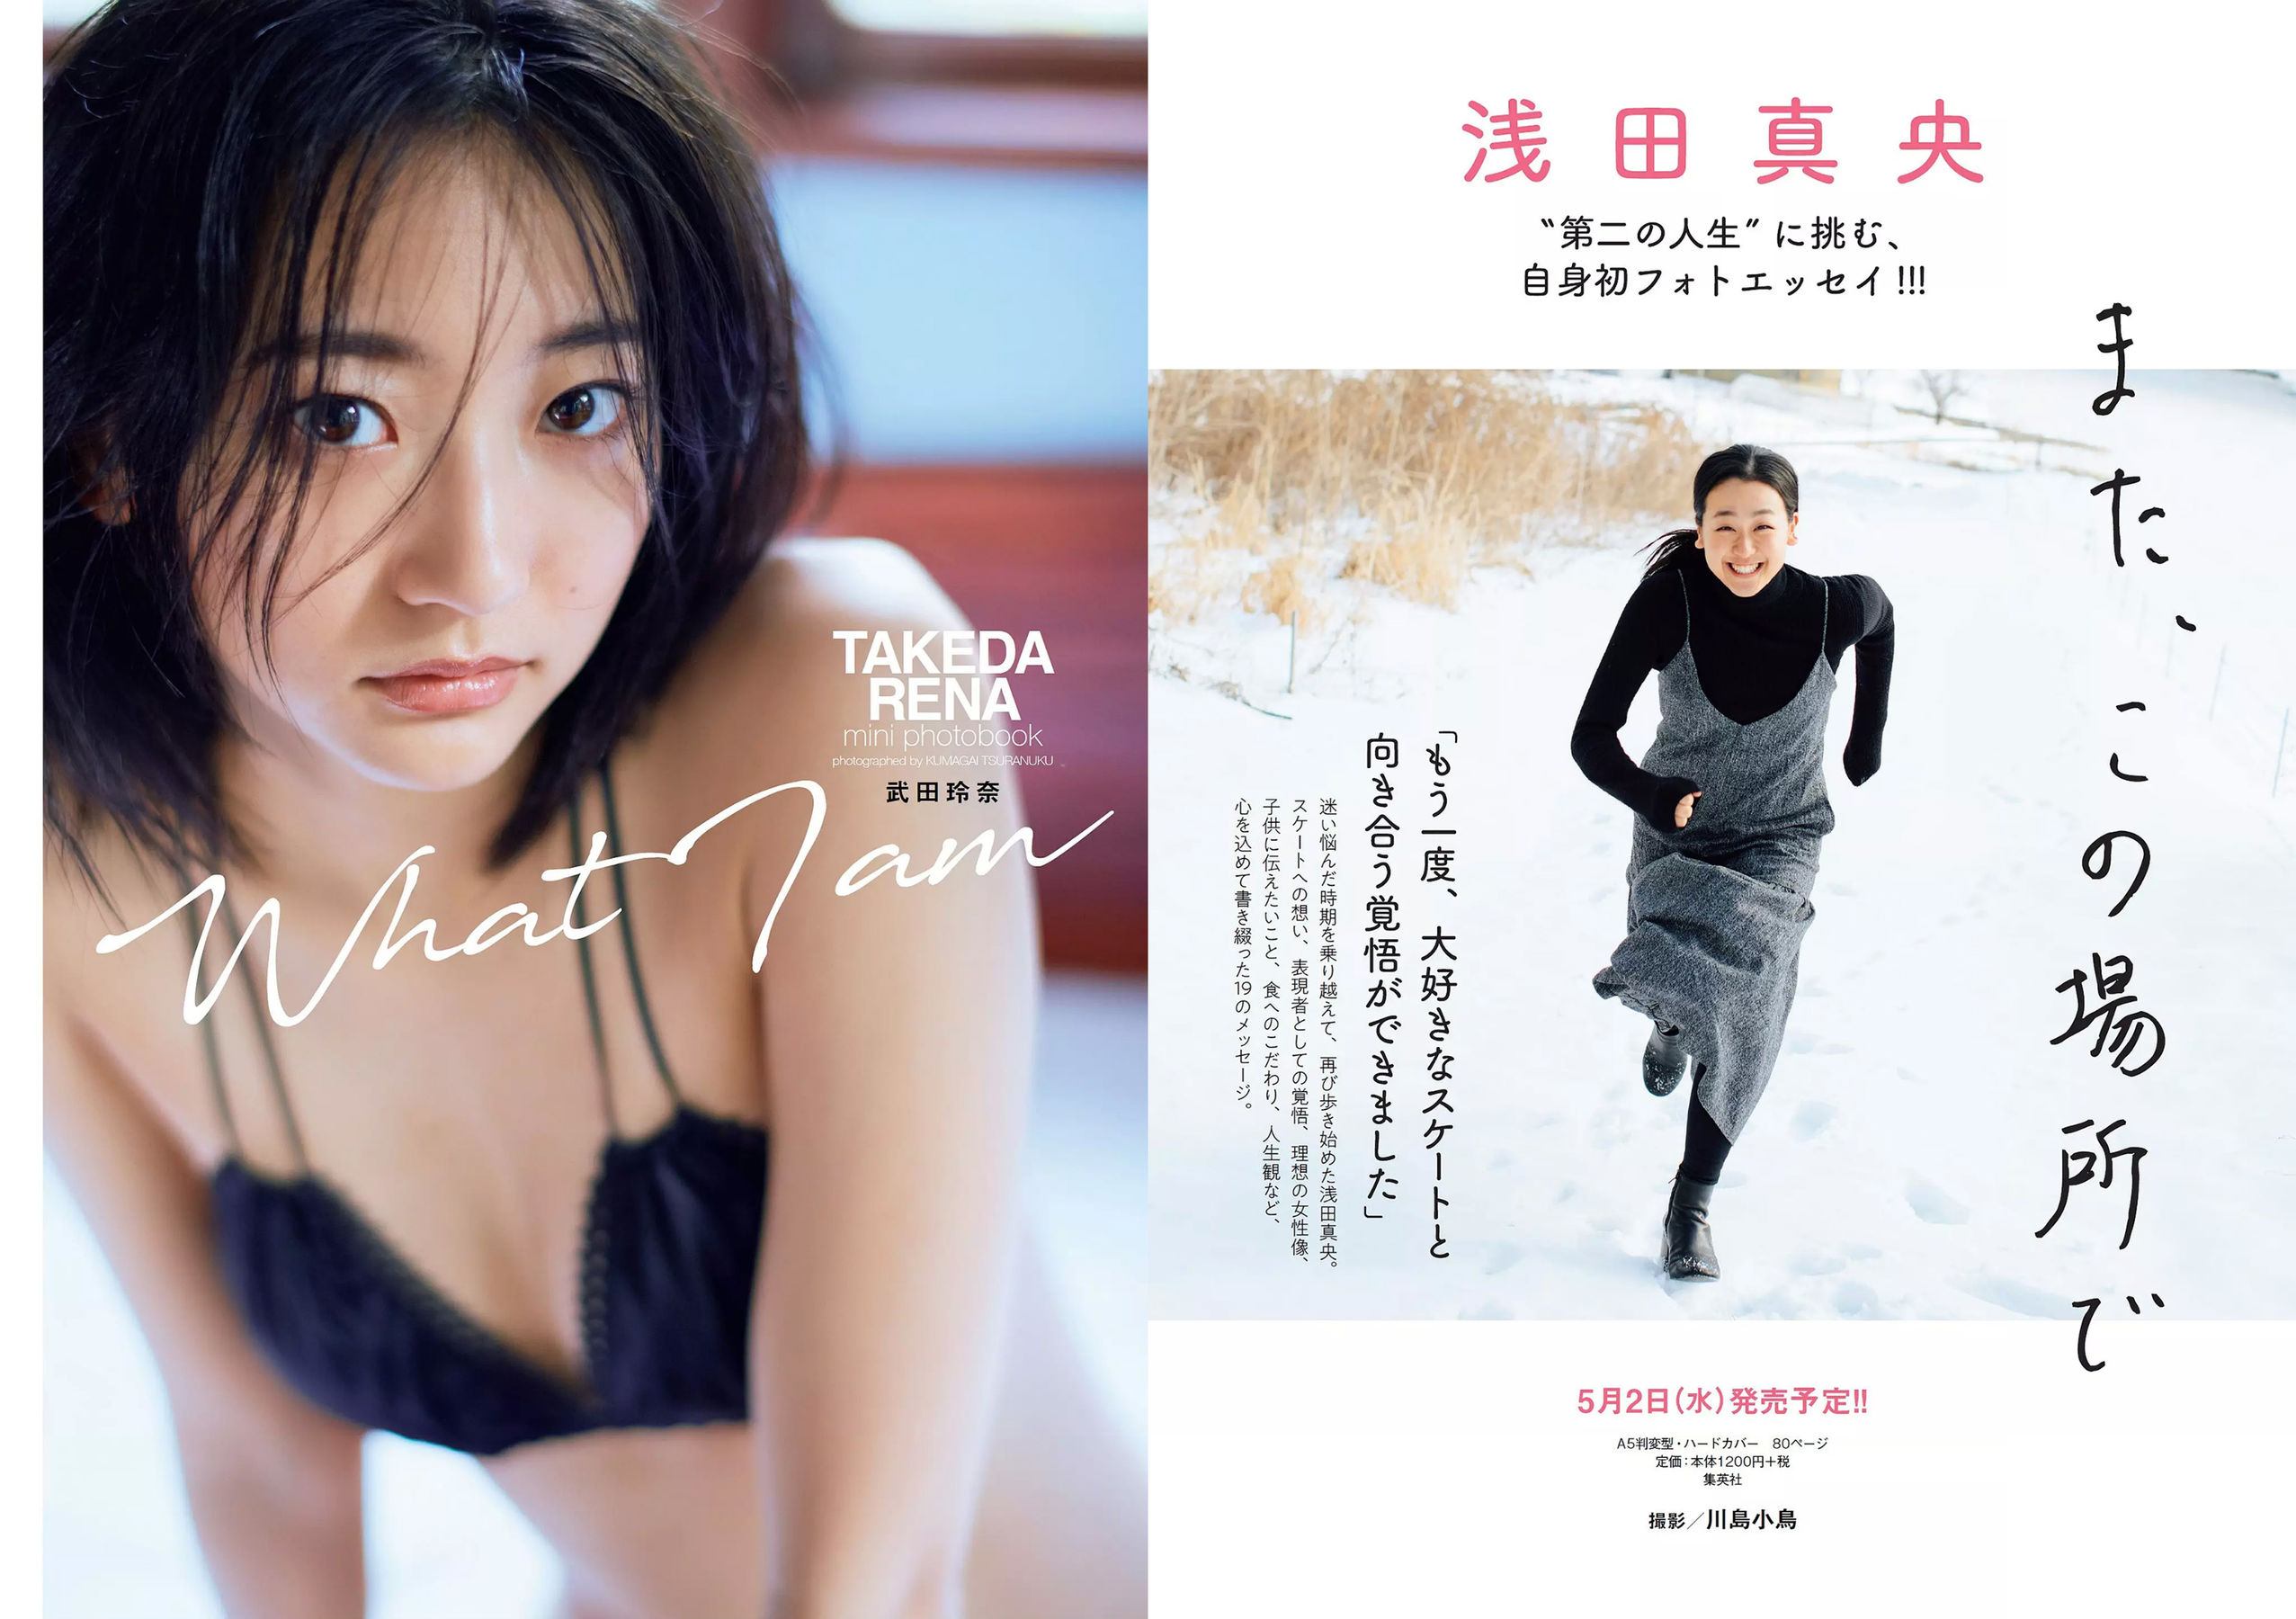 TAKEDA
RENA
mini photobook
photographed by KUMAGAI TSURANUKU
武田玲奈
What I am
浅田真央
“第二の人生”に挑む、
自身初フォトエッセイ!!!
また、この場所で
「もう一度、大好きなスケートと
向き合う覚悟ができました」
迷い悩んだ時期を乗り越えて、再び歩き始めた浅田真央。
スケートへの想い、表現者としての覚悟、理想の女性像、
子供に伝えたいこと、食へのこだわり、人生観など、
心を込めて書き綴った19のメッセージ。
5月2日(水)発売予定!!
A5判変型・ハードカバー 80ページ
定価:本体1200円+税
集英社
撮影/川島小鳥